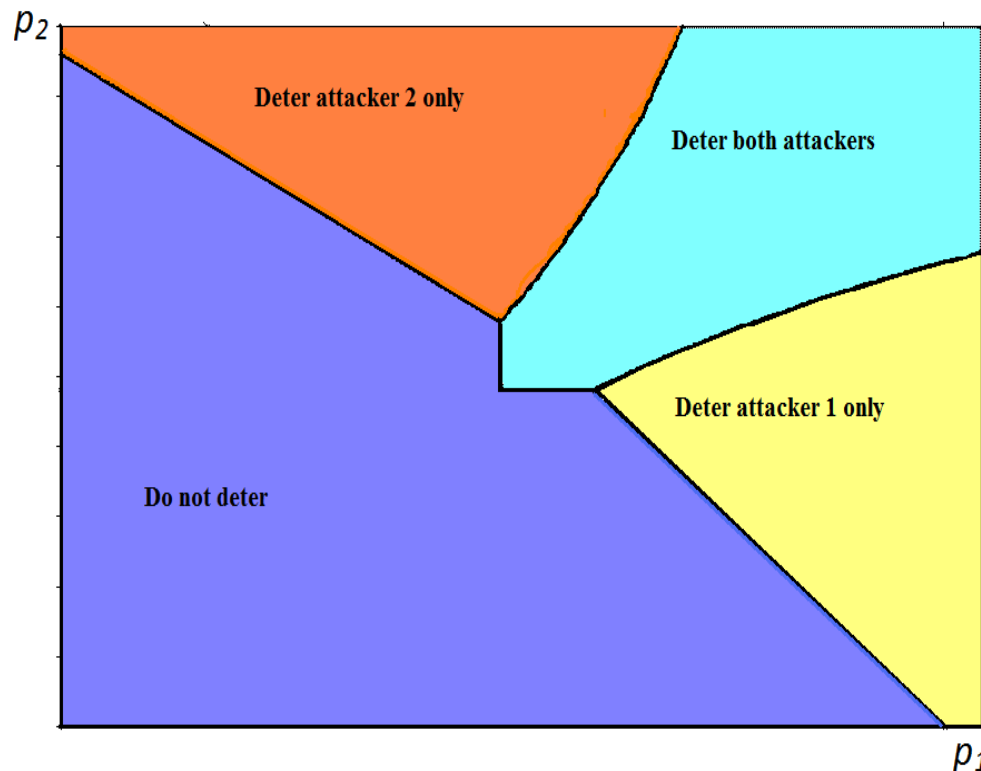 p2
Deter attacker 2 only
Deter both attackers
Deter attacker 1 only
Do not deter
p1